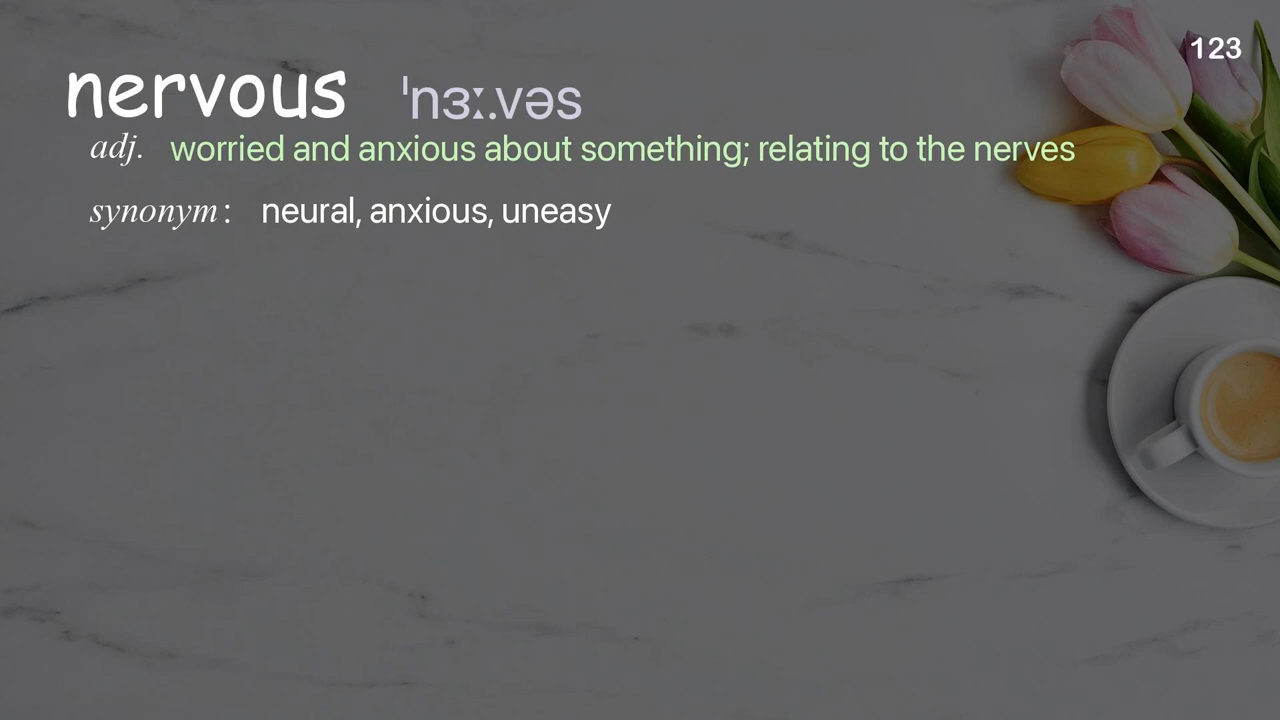 123
nervous ˈnɜː.vəs
adj. worried and anxious about something; relating to the nerves
synonym: neural, anxious, uneasy